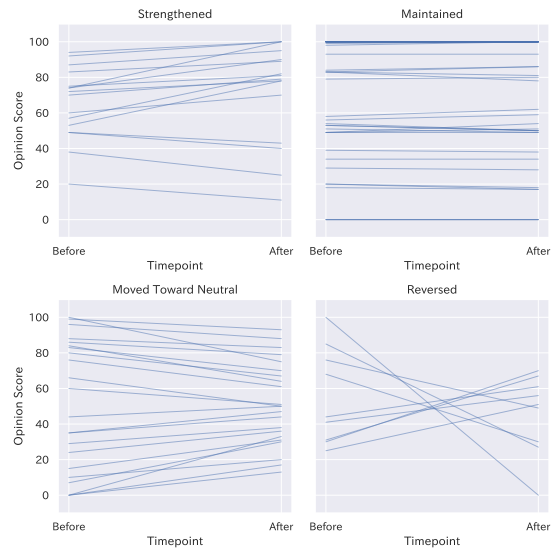 Strengthened
Maintained
Opinion Score
100
80
60
40
20
0
Before
After
Before
After
Timepoint
Timepoint
Moved Toward Neutral
Reversed
Opinion Score
100
80
60
40
20
0
Before
After
Before
After
Timepoint
Timepoint